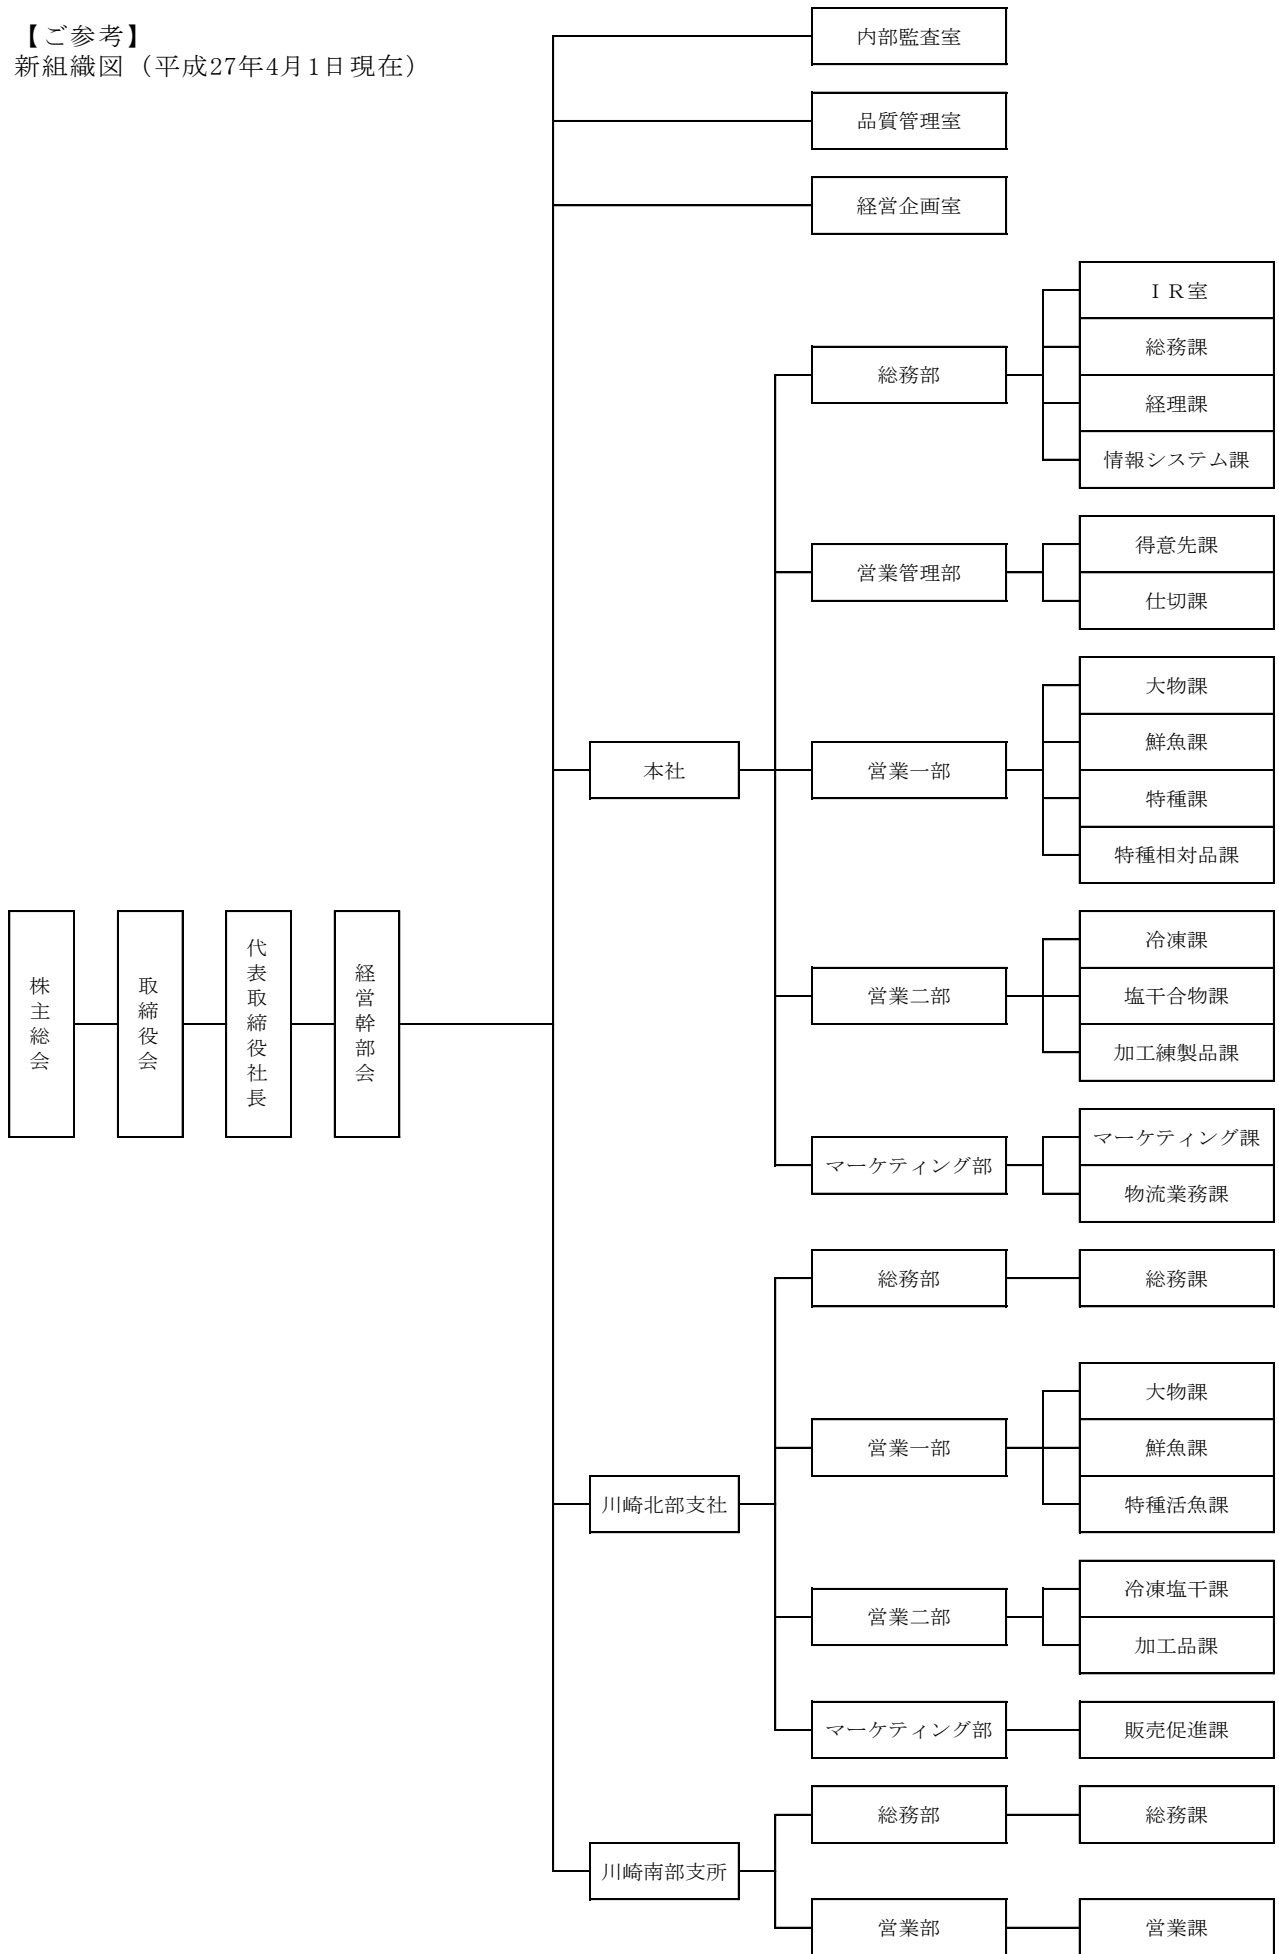 【ご参考】
新組織図（平成27年4月1日現在）
株主総会
取締役会
代表取締役社長
経営幹部会
内部監査室
品質管理室
経営企画室
本社
総務部
ＩＲ室
総務課
経理課
情報システム課
営業管理部
得意先課
仕切課
営業一部
大物課
鮮魚課
特種課
特種相対品課
営業二部
冷凍課
塩干合物課
加工練製品課
マーケティング部
マーケティング課
物流業務課
川崎北部支社
総務部
総務課
営業一部
大物課
鮮魚課
特種活魚課
営業二部
冷凍塩干課
加工品課
マーケティング部
販売促進課
川崎南部支所
総務部
総務課
営業部
営業課